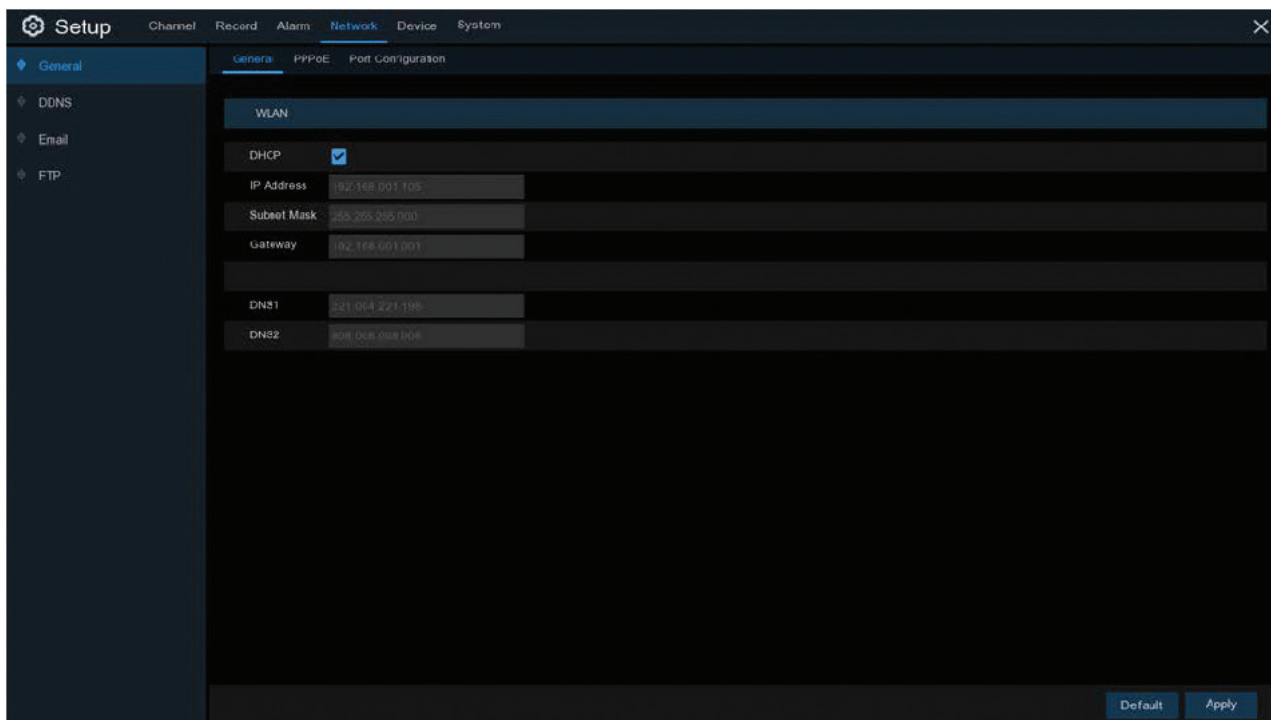 Setup Channel Record Alarm Network Device System
General PPPoE Port Configuration
General
DDNS
Email
FTP
WLAN
DHCP
IP Address 192.168.001.105
Subnet Mask 255.255.255.000
Gateway 192.168.001.001
DNS1
DNS2
Default Apply